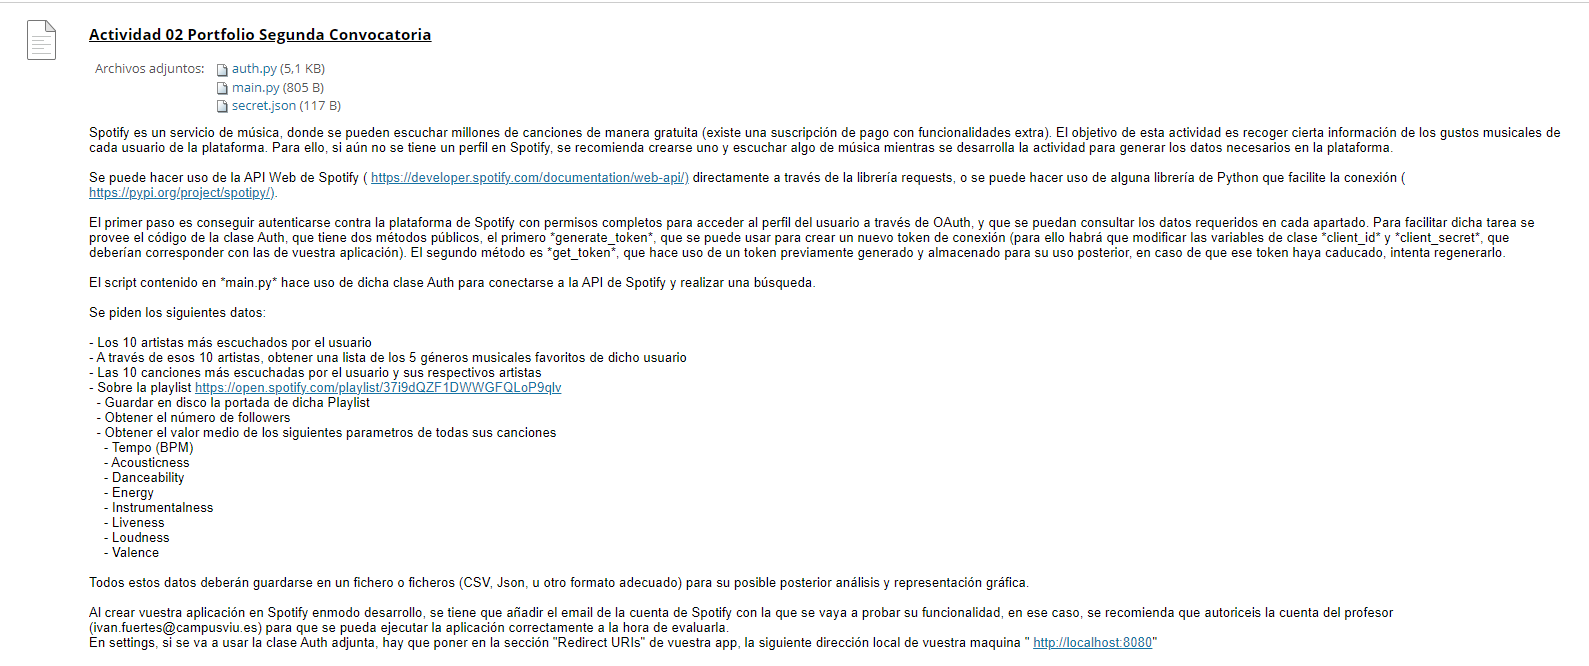 Actividad 02 Portfolio Segunda Convocatoria
Archivos adjuntos: auth.py (5,1 KB)
main.py (805 B)
secret.json (117 B)
Spotify es un servicio de música, donde se pueden escuchar millones de canciones de manera gratuita (existe una suscripción de pago con funcionalidades extra). El objetivo de esta actividad es recoger cierta información de los gustos musicales de
cada usuario de la plataforma. Para ello, si aún no se tiene un perfil en Spotify, se recomienda crearse uno y escuchar algo de música mientras se desarrolla la actividad para generar los datos necesarios en la plataforma.
Se puede hacer uso de la API Web de Spotify ( https://developer.spotify.com/documentation/web-api/) directamente a través de la librería requests, o se puede hacer uso de alguna librería de Python que facilite la conexión (
https://pypi.org/project/spotipy/).
El primer paso es conseguir autenticarse contra la plataforma de Spotify con permisos completos para acceder al perfil del usuario a través de OAuth, y que se puedan consultar los datos requeridos en cada apartado. Para facilitar dicha tarea se
provee el código de la clase Auth, que tiene dos métodos públicos, el primero *generate_token*, que se puede usar para crear un nuevo token de conexión (para ello habrá que modificar las variables de clase *client_id* y *client_secret*, que
deberían corresponder con las de vuestra aplicación). El segundo método es *get_token*, que hace uso de un token previamente generado y almacenado para su uso posterior, en caso de que ese token haya caducado, intenta regenerarlo.
El script contenido en *main.py* hace uso de dicha clase Auth para conectarse a la API de Spotify y realizar una búsqueda.
Se piden los siguientes datos:
- Los 10 artistas más escuchados por el usuario
- A través de esos 10 artistas, obtener una lista de los 5 géneros musicales favoritos de dicho usuario
- Las 10 canciones más escuchadas por el usuario y sus respectivos artistas
- Sobre la playlist https://open.spotify.com/playlist/37i9dQZF1DWWGFQLoP9qlv
- Guardar en disco la portada de dicha Playlist
- Obtener el número de followers
- Obtener el valor medio de los siguientes parametros de todas sus canciones
- Tempo (BPM)
- Acousticness
- Danceability
- Energy
- Instrumentalness
- Liveness
- Loudness
- Valence
Todos estos datos deberán guardarse en un fichero o ficheros (CSV, Json, u otro formato adecuado) para su posible posterior análisis y representación gráfica.
Al crear vuestra aplicación en Spotify enmodo desarrollo, se tiene que añadir el email de la cuenta de Spotify con la que se vaya a probar su funcionalidad, en ese caso, se recomienda que autoriceis la cuenta del profesor
(ivan.fuertes@campusviu.es) para que se pueda ejecutar la aplicación correctamente a la hora de evaluarla.
En settings, si se va a usar la clase Auth adjunta, hay que poner en la sección "Redirect URIs" de vuestra app, la siguiente dirección local de vuestra maquina " http://localhost:8080"